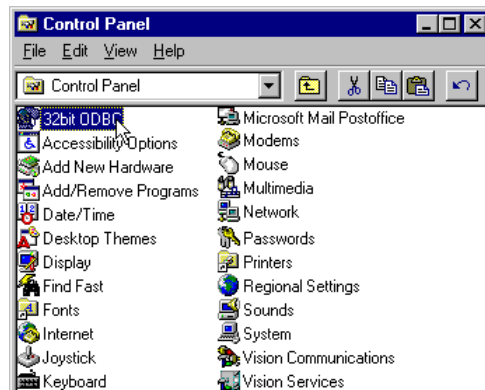 Control Panel
File Edit View Help
Control Panel
32bit ODBC
Accessibility Options
Add New Hardware
Add/Remove Programs
Date/Time
Desktop Themes
Display
Find Fast
Fonts
Internet
Joystick
Keyboard
Microsoft Mail Postoffice
Modems
Mouse
Multimedia
Network
Passwords
Printers
Regional Settings
Sounds
System
Vision Communications
Vision Services